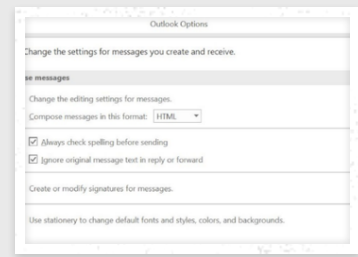 Outlook Options
Change the settings for messages you create and receive.
se messages
Change the editing settings for messages.
Compose messages in this format: HTML
Always check spelling before sending
Ignore original message text in reply or forward
Create or modify signatures for messages.
Use stationery to change default fonts and styles, colors, and backgrounds.